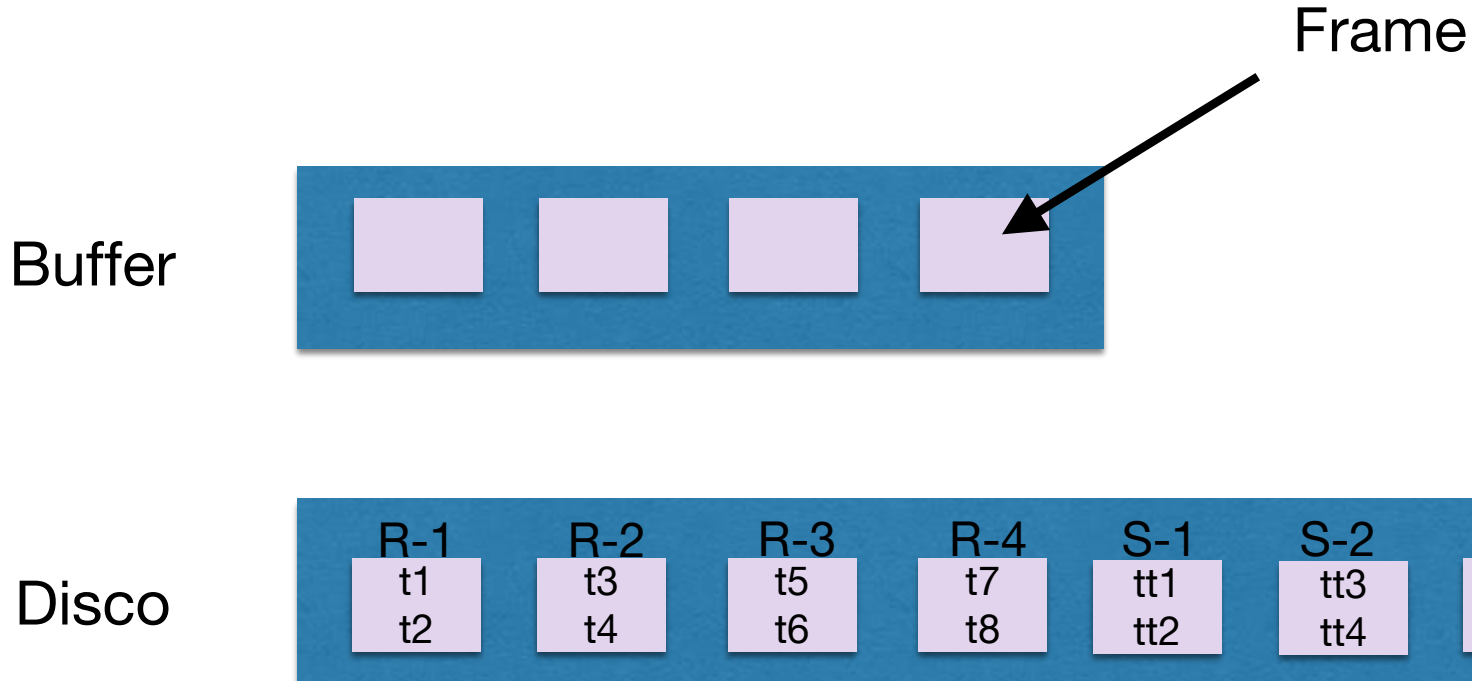 Frame
Buffer
Disco
R-1 R-2 R-3 R-4 S-1 S-2
t1 t3 t5 t7 tt1 tt3
t2 t4 t6 t8 tt2 tt4